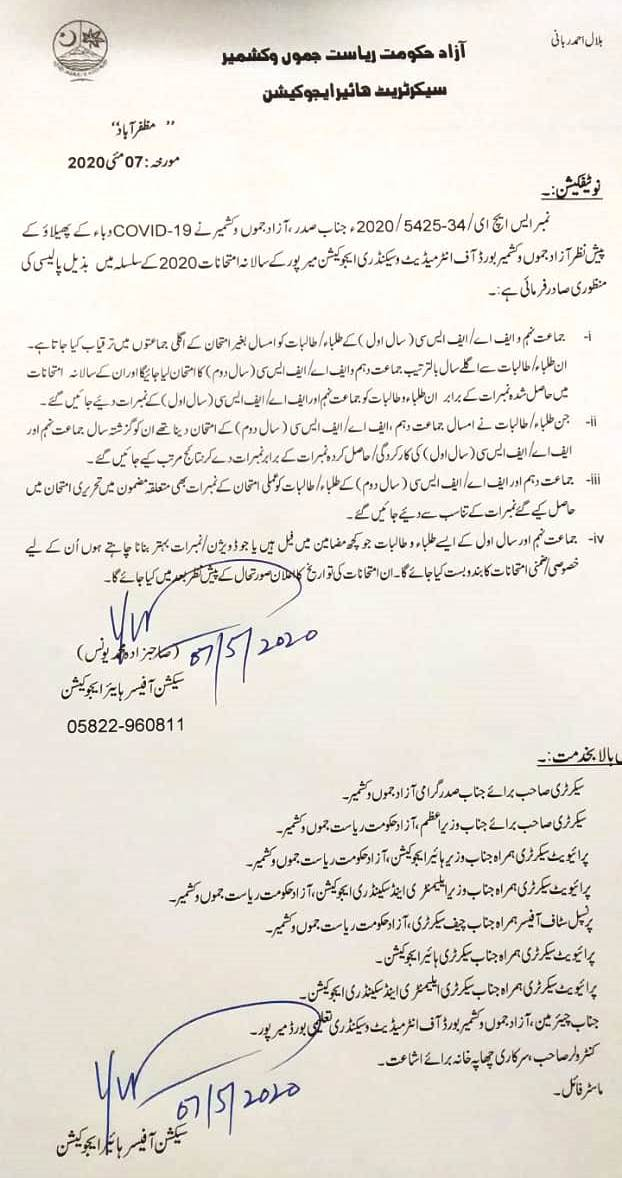 بلال احمد ربانی
آزاد حکومت ریاست جموں وکشمیر
سیکرٹریٹ ھائیر ایجوکیشن
"مظفرآباد"
مورخہ: 07 مئی 2020
نوٹیفکیشن:۔
نمبر ایس ایچ ای/ 34-5425 /2020ء جناب صدر، آزاد جموں وکشمیر نے COVID-19 وباء کے پھیلاؤ کے
پیش نظر آزاد جموں وکشمیر بورڈ آف انٹرمیڈیٹ وسیکنڈری ایجوکیشن میرپور کے سالانہ امتحانات 2020 کے سلسلہ میں بذیل پالیسی کی
منظوری صادر فرمائی ہے:۔
i- جماعت نہم و ایف اے/ ایف ایس سی (سال اول) کے طلباء/ طالبات کو امسال بغیر امتحان کے اگلی جماعتوں میں ترقیاب کیا جاتا ہے۔
ان طلباء/ طالبات سے اگلے سال بالترتیب جماعت دہم و ایف اے/ ایف ایس سی (سال دوم) کا امتحان لیا جائیگا اور ان کے سالانہ امتحانات
میں حاصل شدہ نمبرات کے برابر ان طلباء و طالبات کو جماعت نہم اور ایف اے/ ایف ایس سی (سال اول) کے نمبرات دیئے جائیں گئے۔
ii- جن طلباء/ طالبات نے امسال جماعت دہم، ایف اے/ ایف ایس سی (سال دوم) کے امتحان دینا تھے ان کو گزشتہ سال جماعت نہم اور
ایف اے/ ایف ایس سی (سال اول) کی کارکردگی/ حاصل کردہ نمبرات کے برابر نمبرات دے کر نتائج مرتب کیے جائیں گئے۔
iii- جماعت دہم اور ایف اے/ ایف ایس سی (سال دوم) کے طلباء/ طالبات کو عملی امتحان کے نمبرات بھی متعلقہ مضمون میں تحریری امتحان میں
حاصل کیے گئے نمبرات کے تناسب سے دیئے جائیں گئے۔
iv- جماعت نہم اور سال اول کے ایسے طلباء و طالبات جو کچھ مضامین میں فیل ہیں یا جو ڈویژن/ نمبرات بہتر بنانا چاہتے ہوں اُن کے لیے
خصوصی/ ضمنی امتحانات کا بندوبست کیا جائے گا۔ ان امتحانات کی تواریخ کا اعلان صورتحال کے پیش نظر بعد میں کیا جائے گا۔
07/5/2020
(صاحبزادہ محمد یونس)
سیکشن آفیسر ہائیر ایجوکیشن
05822-960811
بالا بخدمت:۔
سیکرٹری صاحب برائے جناب صدر گرامی آزاد جموں وکشمیر۔
سیکرٹری صاحب برائے جناب وزیراعظم، آزاد حکومت ریاست جموں وکشمیر۔
پرائیویٹ سیکرٹری ہمراہ جناب وزیر ہائیر ایجوکیشن، آزاد حکومت ریاست جموں وکشمیر۔
پرائیویٹ سیکرٹری ہمراہ جناب وزیر ایلیمنٹری اینڈ سیکینڈری ایجوکیشن، آزاد حکومت ریاست جموں وکشمیر۔
پرنسپل سٹاف آفیسر ہمراہ جناب چیف سیکرٹری، آزاد حکومت ریاست جموں وکشمیر۔
پرائیویٹ سیکرٹری ہمراہ جناب سیکرٹری ہائیر ایجوکیشن۔
پرائیویٹ سیکرٹری ہمراہ جناب سیکرٹری ایلیمنٹری اینڈ سیکینڈری ایجوکیشن۔
جناب چیئرمین، آزاد جموں وکشمیر بورڈ آف انٹرمیڈیٹ وسیکنڈری تعلیمی بورڈ میرپور۔
کنٹرولر صاحب، سرکاری چھاپہ خانہ برائے اشاعت۔
ماسٹر فائل۔
07/5/2020
سیکشن آفیسر ہائیر ایجوکیشن